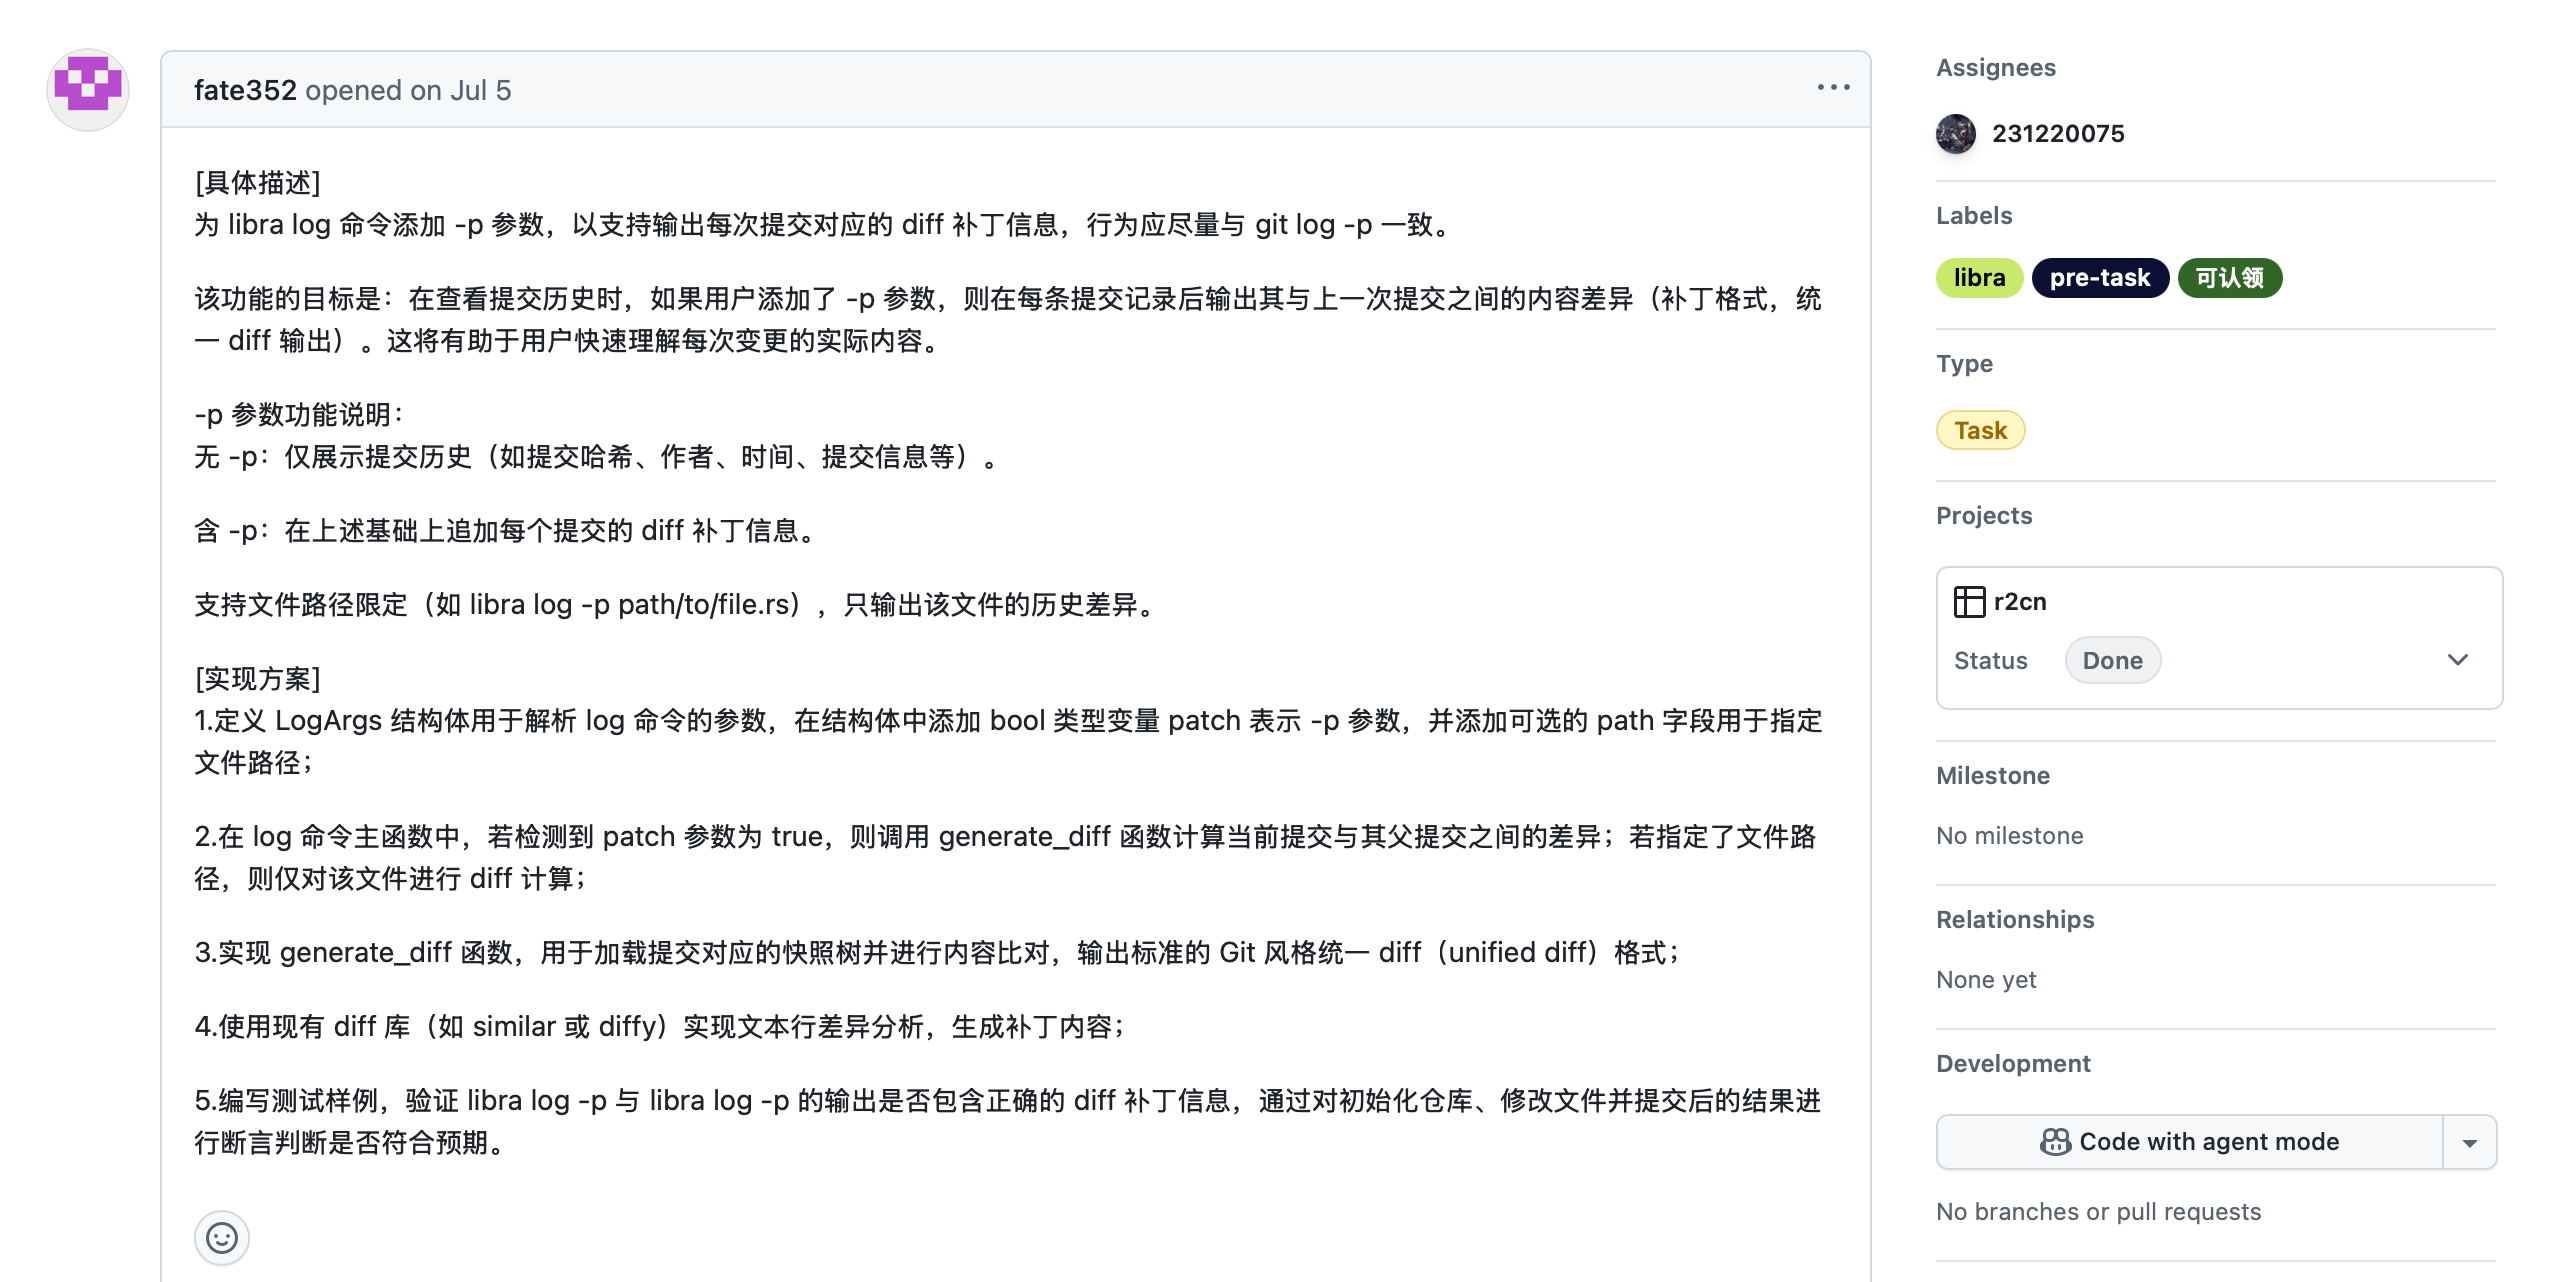 fate352 opened on Jul 5
[具体描述]
为 libra log 命令添加 -p 参数，以支持输出每次提交对应的 diff 补丁信息，行为应尽量与 git log -p 一致。
该功能的目标是：在查看提交历史时，如果用户添加了 -p 参数，则在每条提交记录后输出其与上一次提交之间的内容差异（补丁格式，统
一 diff 输出）。这将有助于用户快速理解每次变更的实际内容。
-p 参数功能说明：
无 -p：仅展示提交历史（如提交哈希、作者、时间、提交信息等）。
含 -p：在上述基础上追加每个提交的 diff 补丁信息。
支持文件路径限定（如 libra log -p path/to/file.rs），只输出该文件的历史差异。
[实现方案]
1.定义 LogArgs 结构体用于解析 log 命令的参数，在结构体中添加 bool 类型变量 patch 表示 -p 参数，并添加可选的 path 字段用于指定
文件路径；
2.在 log 命令主函数中，若检测到 patch 参数为 true，则调用 generate_diff 函数计算当前提交与其父提交之间的差异；若指定了文件路
径，则仅对该文件进行 diff 计算；
3.实现 generate_diff 函数，用于加载提交对应的快照树并进行内容比对，输出标准的 Git 风格统一 diff（unified diff）格式；
4.使用现有 diff 库（如 similar 或 diffy）实现文本行差异分析，生成补丁内容；
5.编写测试样例，验证 libra log -p 与 libra log -p 的输出是否包含正确的 diff 补丁信息，通过对初始化仓库、修改文件并提交后的结果进
行断言判断是否符合预期。
Assignees
231220075
Labels
libra pre-task 可认领
Type
Task
Projects
r2cn
Status Done
Milestone
No milestone
Relationships
None yet
Development
Code with agent mode
No branches or pull requests